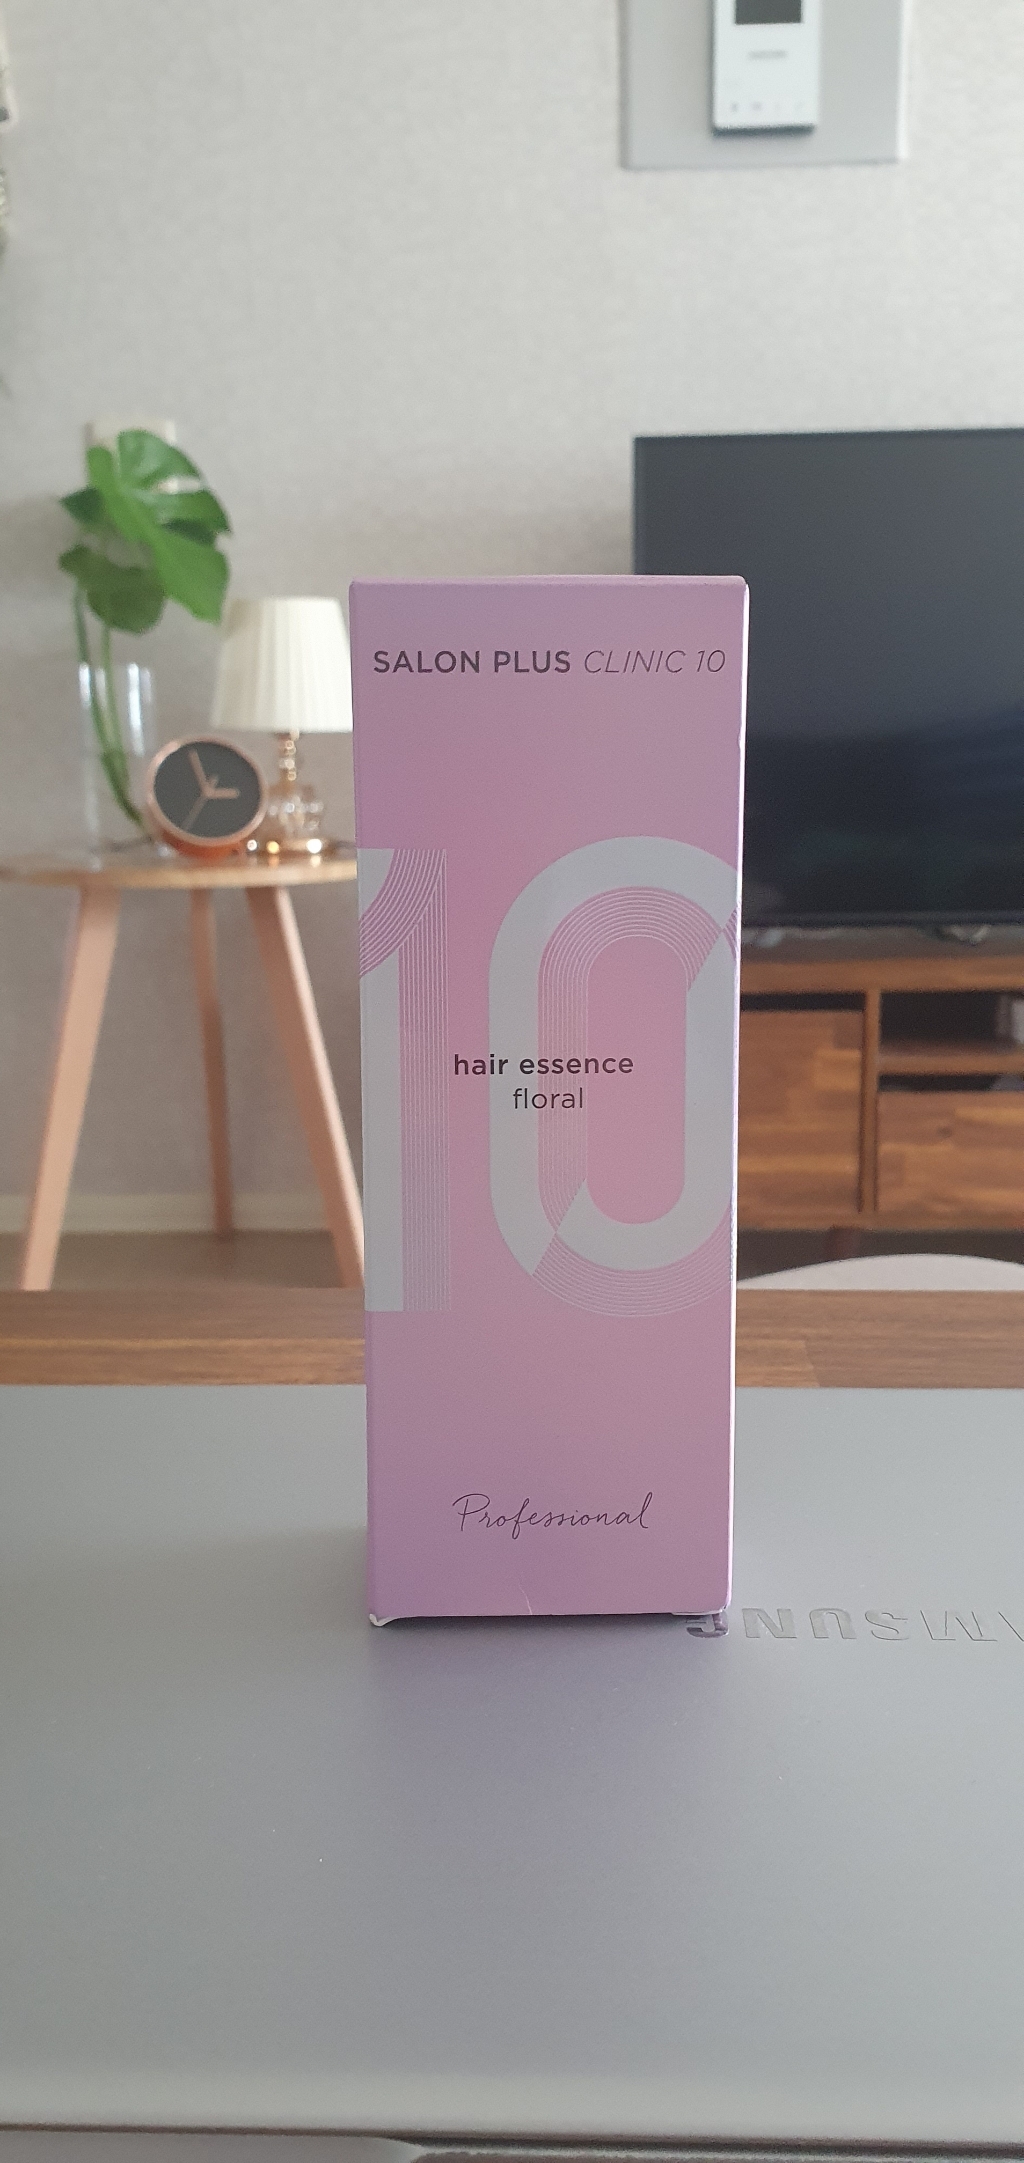 SALON PLUS CLINIC 10
10
hair essence
floral
Professional